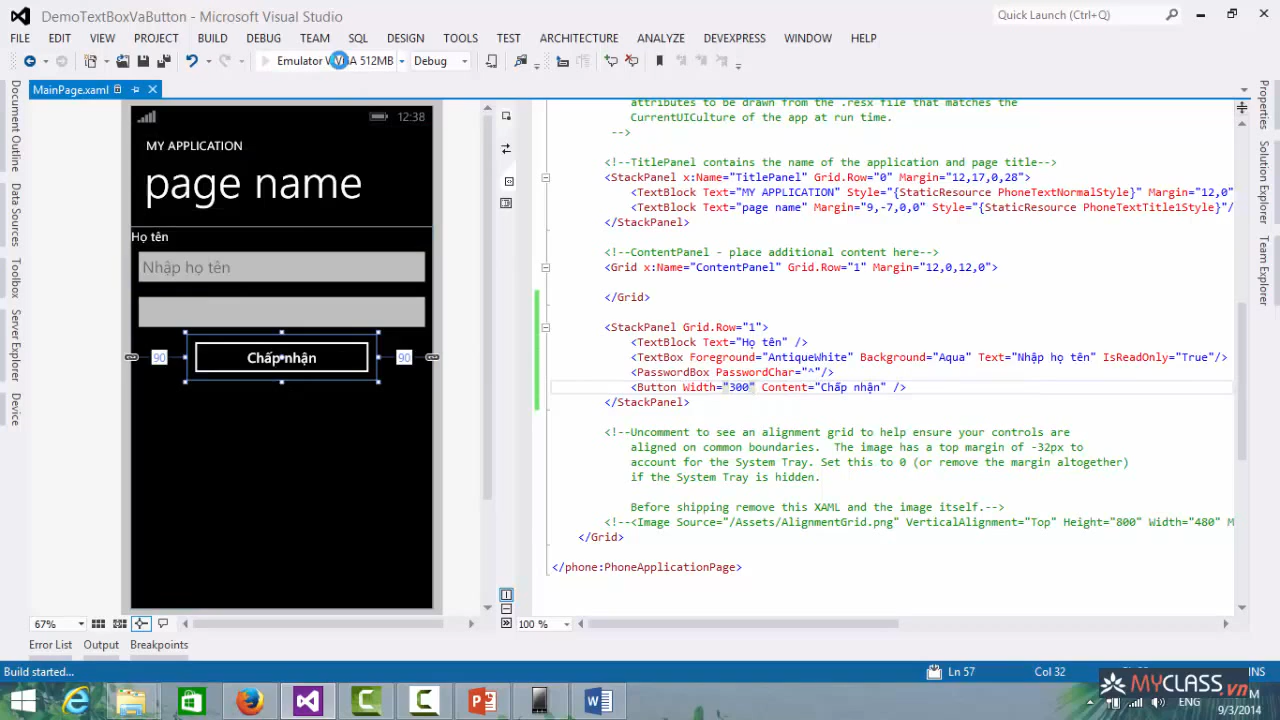 DemoTextBoxVaButton - Microsoft Visual Studio
Quick Launch (Ctrl+Q)
FILE EDIT VIEW PROJECT BUILD DEBUG TEAM SQL DESIGN TOOLS TEST ARCHITECTURE ANALYZE DEVEXPRESS WINDOW HELP
Emulator 512MB Debug
MainPage.xaml
Document Outline
Data Sources
Toolbox
Server Explorer
Device
12:38
MY APPLICATION
page name
Họ tên
Nhập họ tên
90 Chấp nhận 90
attributes to be drawn from the .resx file that matches the
CurrentUICulture of the app at run time.
-->
<!--TitlePanel contains the name of the application and page title-->
<StackPanel x:Name="TitlePanel" Grid.Row="0" Margin="12,17,0,28">
<TextBlock Text="MY APPLICATION" Style="{StaticResource PhoneTextNormalStyle}" Margin="12,0"
<TextBlock Text="page name" Margin="9,-7,0,0" Style="{StaticResource PhoneTextTitle1Style}"/
</StackPanel>
<!--ContentPanel - place additional content here-->
<Grid x:Name="ContentPanel" Grid.Row="1" Margin="12,0,12,0">
</Grid>
<StackPanel Grid.Row="1">
<TextBlock Text="Họ tên" />
<TextBox Foreground="AntiqueWhite" Background="Aqua" Text="Nhập họ tên" IsReadOnly="True"/>
<PasswordBox PasswordChar="^"/>
<Button Width="300" Content="Chấp nhận" />
</StackPanel>
<!--Uncomment to see an alignment grid to help ensure your controls are
aligned on common boundaries. The image has a top margin of -32px to
account for the System Tray. Set this to 0 (or remove the margin altogether)
if the System Tray is hidden.
Before shipping remove this XAML and the image itself.-->
<!--<Image Source="/Assets/AlignmentGrid.png" VerticalAlignment="Top" Height="800" Width="480" M
</Grid>
</phone:PhoneApplicationPage>
Properties
Solution Explorer
Team Explorer
67%
100 %
Error List Output Breakpoints
Build started...
Ln 57 Col 32 INS
MYCLASS.vn
ENG
9/3/2014